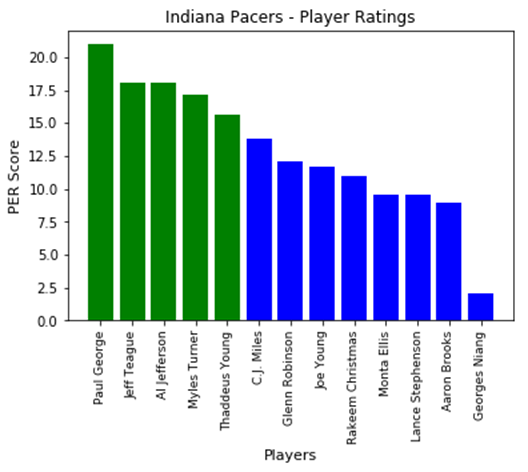 Indiana Pacers - Player Ratings
PER Score
20.0
17.5
15.0
12.5
10.0
7.5
5.0
2.5
0.0
Paul George
Jeff Teague
Al Jefferson
Myles Turner
Thaddeus Young
C.J. Miles
Glenn Robinson
Joe Young
Rakeem Christmas
Monta Ellis
Lance Stephenson
Aaron Brooks
Georges Niang
Players